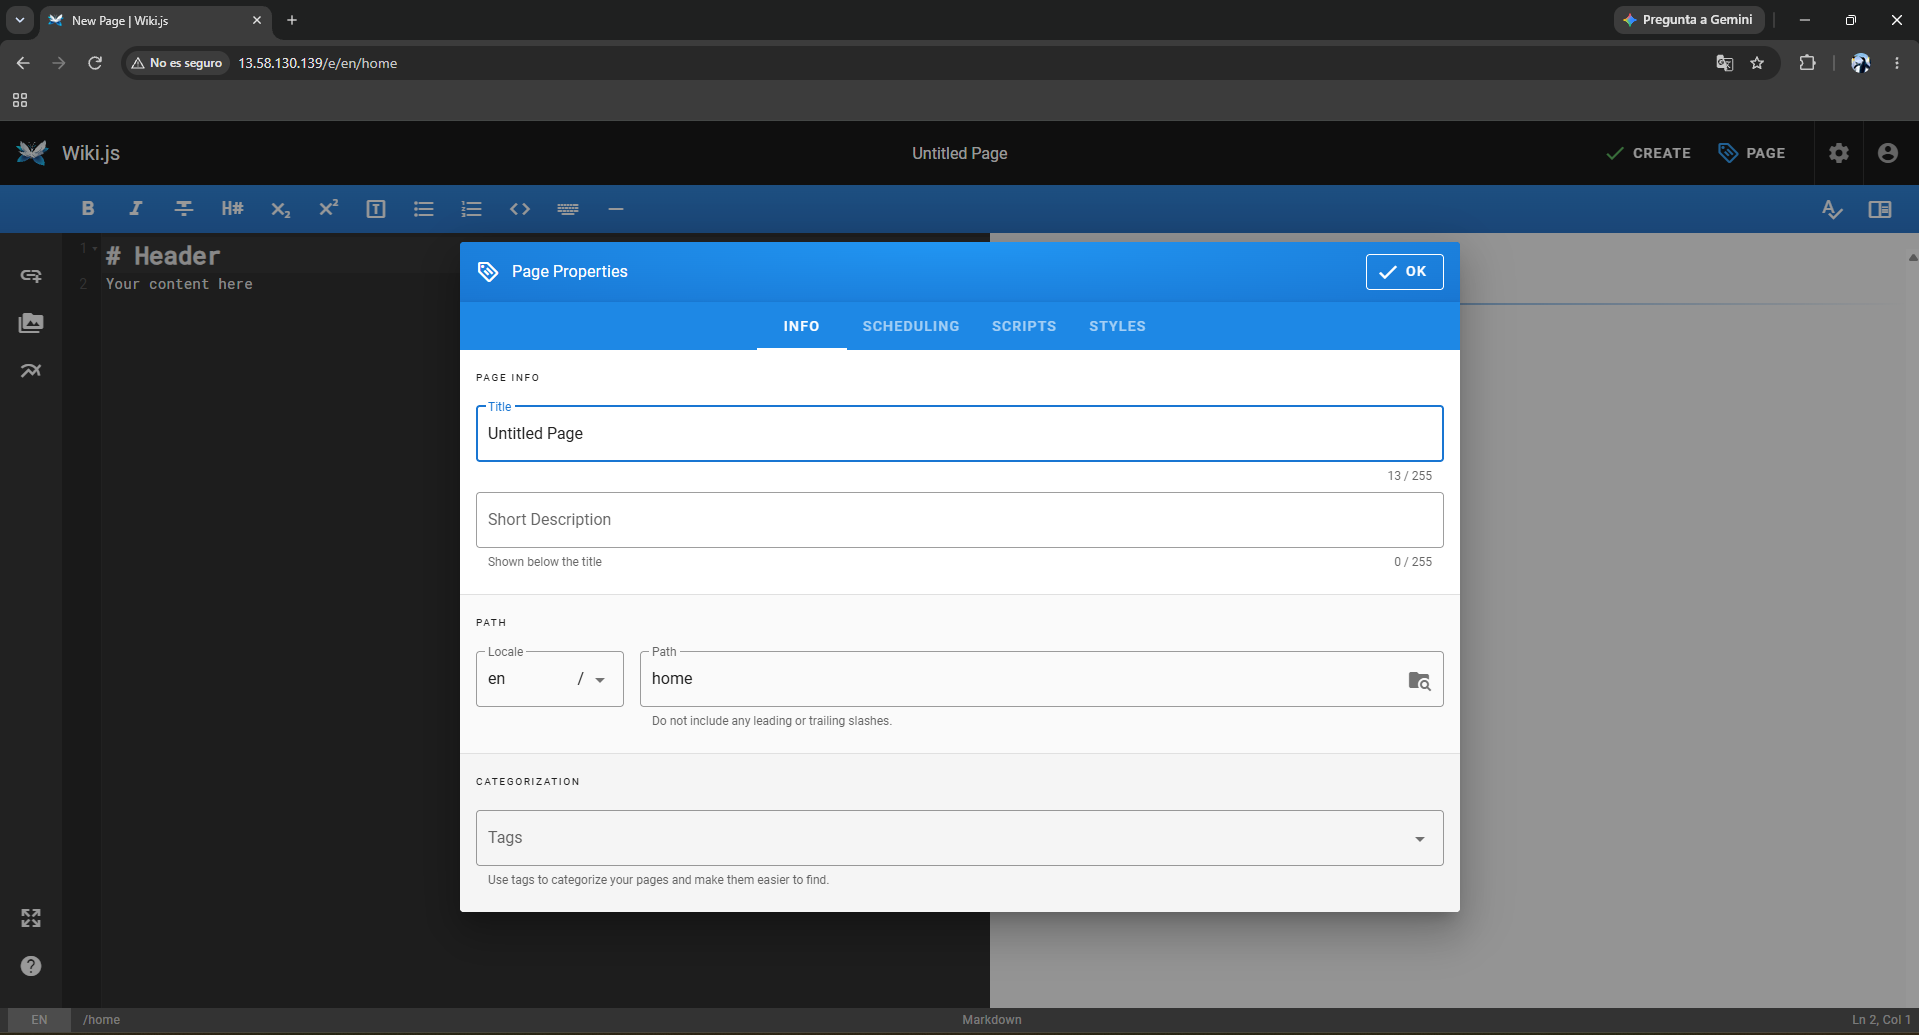 New Page | Wiki.js
Pregunta a Gemini
No es seguro
13.58.130.139/e/en/home
Wiki.js
Untitled Page
CREATE
PAGE
B I H# X₂ X² T
1 # Header
2 Your content here
Page Properties
OK
INFO
SCHEDULING
SCRIPTS
STYLES
PAGE INFO
Title
Untitled Page
13 / 255
Short Description
Shown below the title
0 / 255
PATH
Locale
en /
Path
home
Do not include any leading or trailing slashes.
CATEGORIZATION
Tags
Use tags to categorize your pages and make them easier to find.
EN
/home
Markdown
Ln 2, Col 1